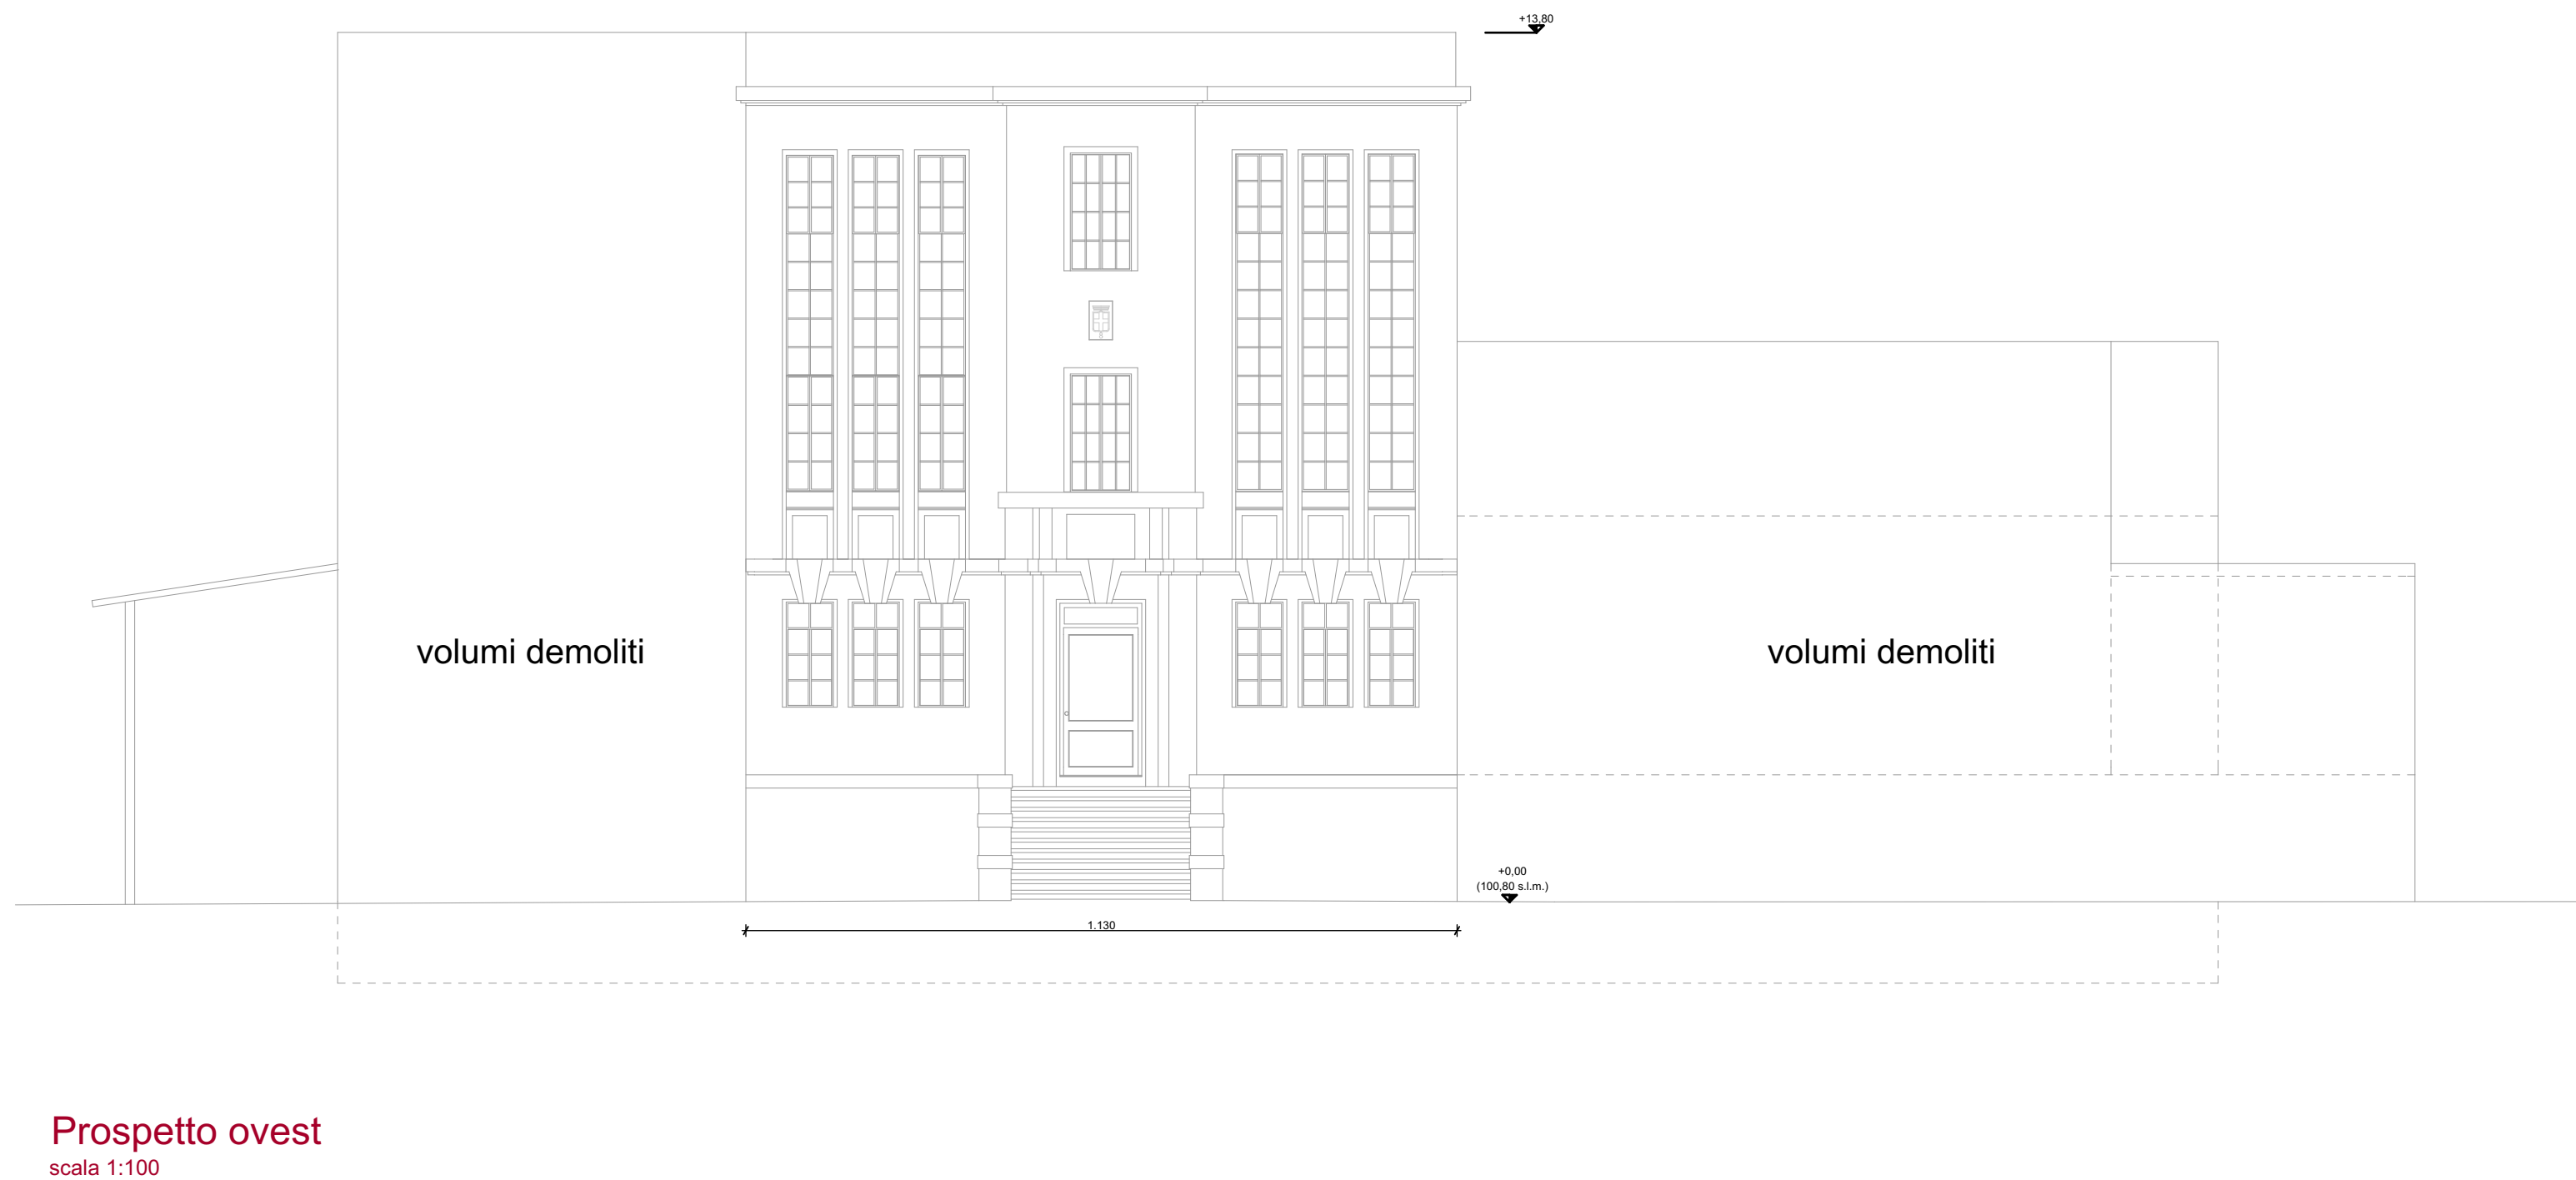 +13,80
volumi demoliti
volumi demoliti
+0,00
(100,80 s.l.m.)
1.130
Prospetto ovest
scala 1:100